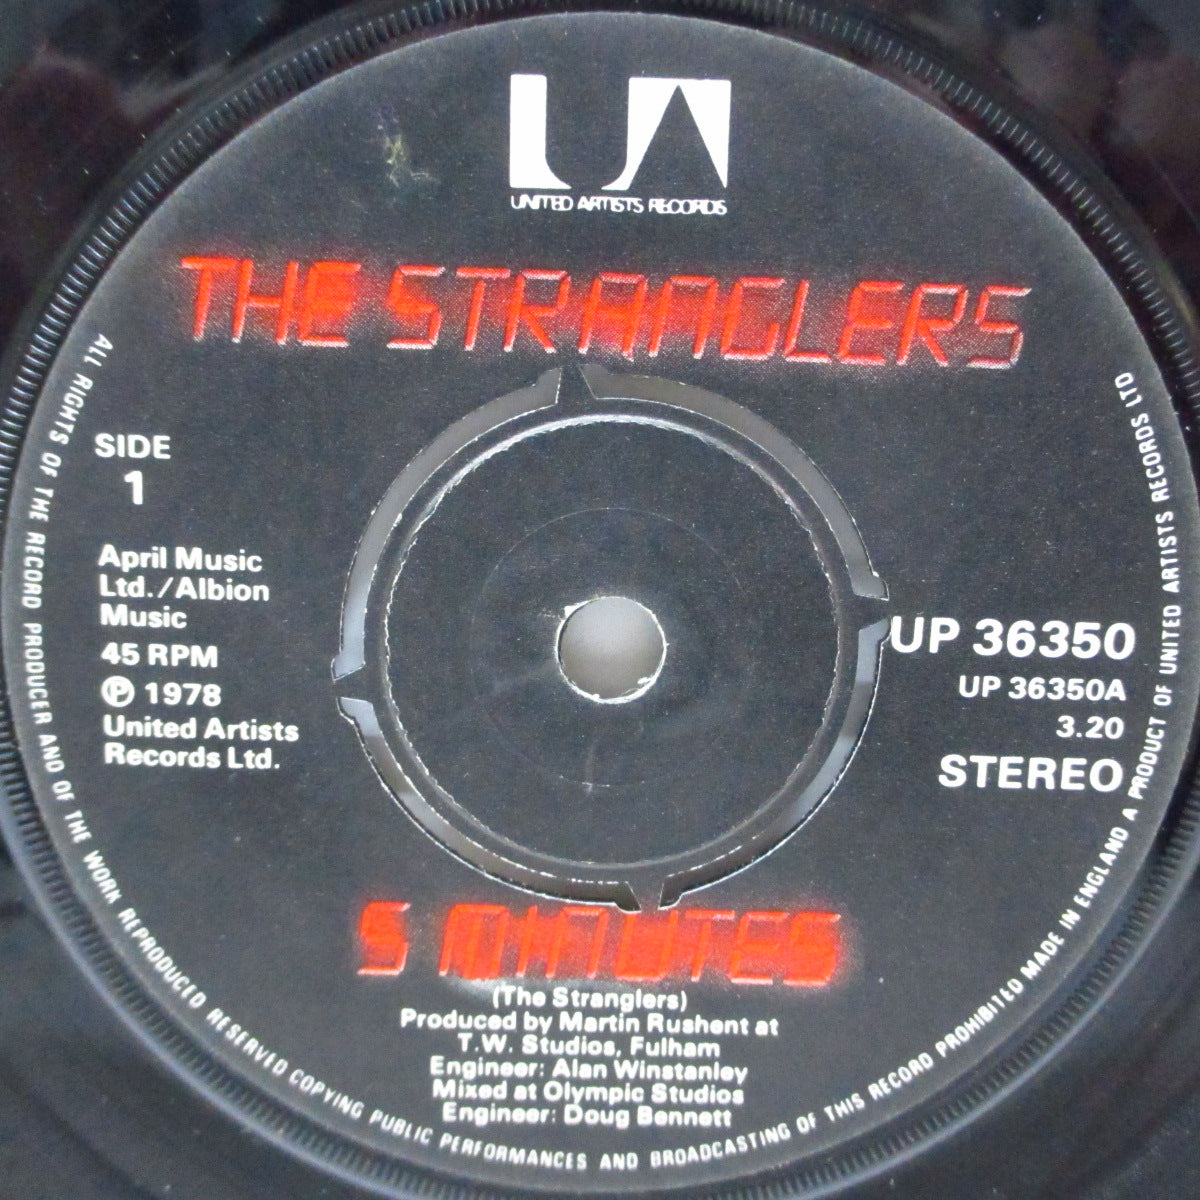 UA
UNITED ARTISTS RECORDS
THE STRANGLERS
SIDE
1
April Music
Ltd./Albion
Music
45 RPM
Ⓟ 1978
United Artists
Records Ltd.
UP 36350
UP 36350A
3.20
STEREO
5 MINUTES
(The Stranglers)
Produced by Martin Rushent at
T.W. Studios, Fulham
Engineer: Alan Winstanley
Mixed at Olympic Studios
Engineer: Doug Bennett
ALL RIGHTS OF THE RECORD PRODUCER AND OF THE WORK REPRODUCED RESERVED COPYING PUBLIC PERFORMANCES AND BROADCASTING OF THIS RECORD PROHIBITED MADE IN ENGLAND A PRODUCT OF UNITED ARTISTS RECORDS LTD